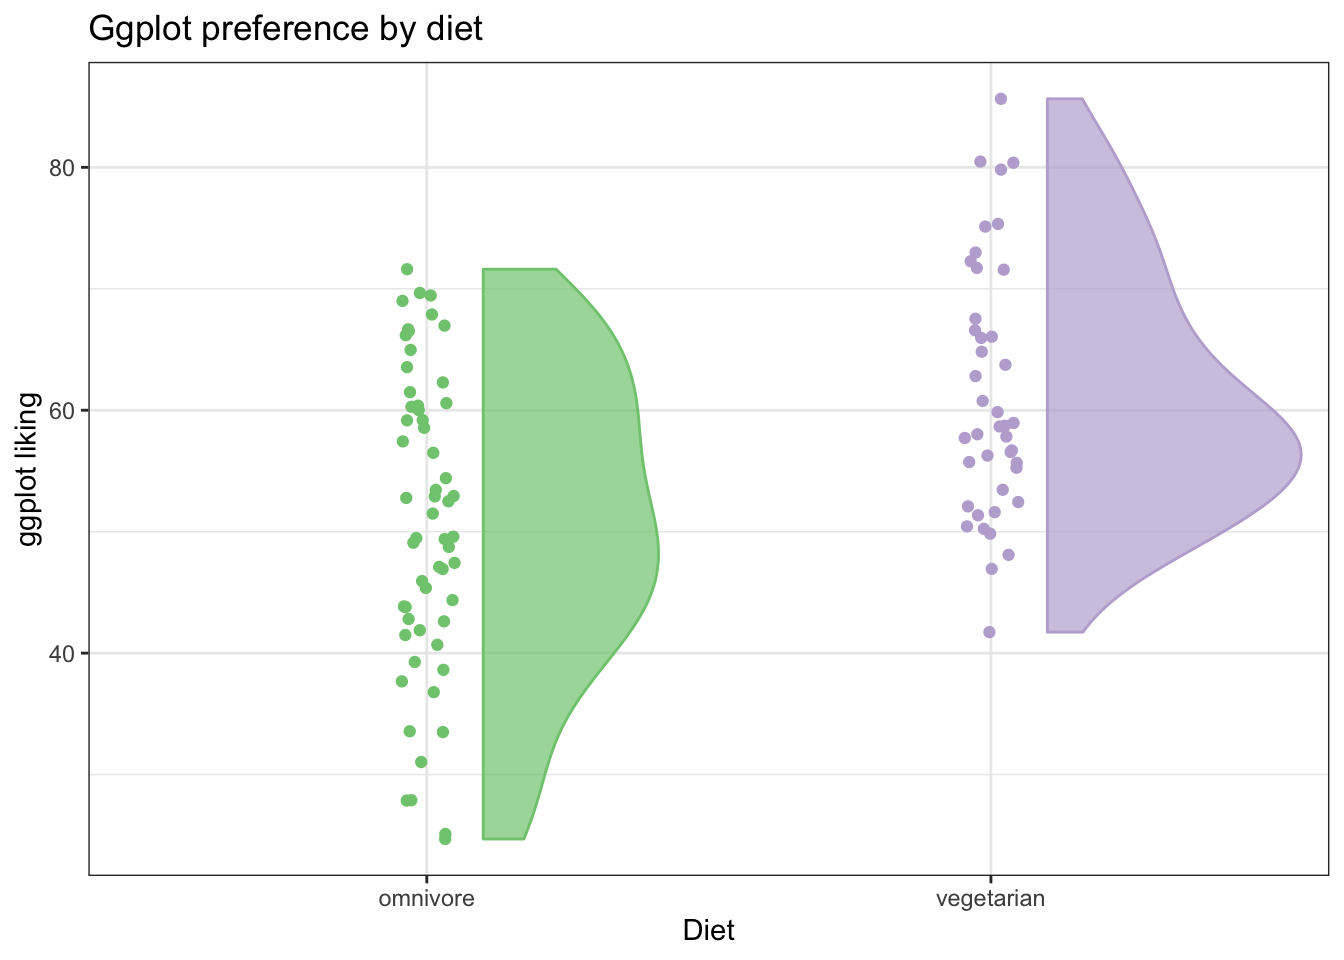 Ggplot preference by diet
ggplot liking
80
60
40
omnivore
vegetarian
Diet